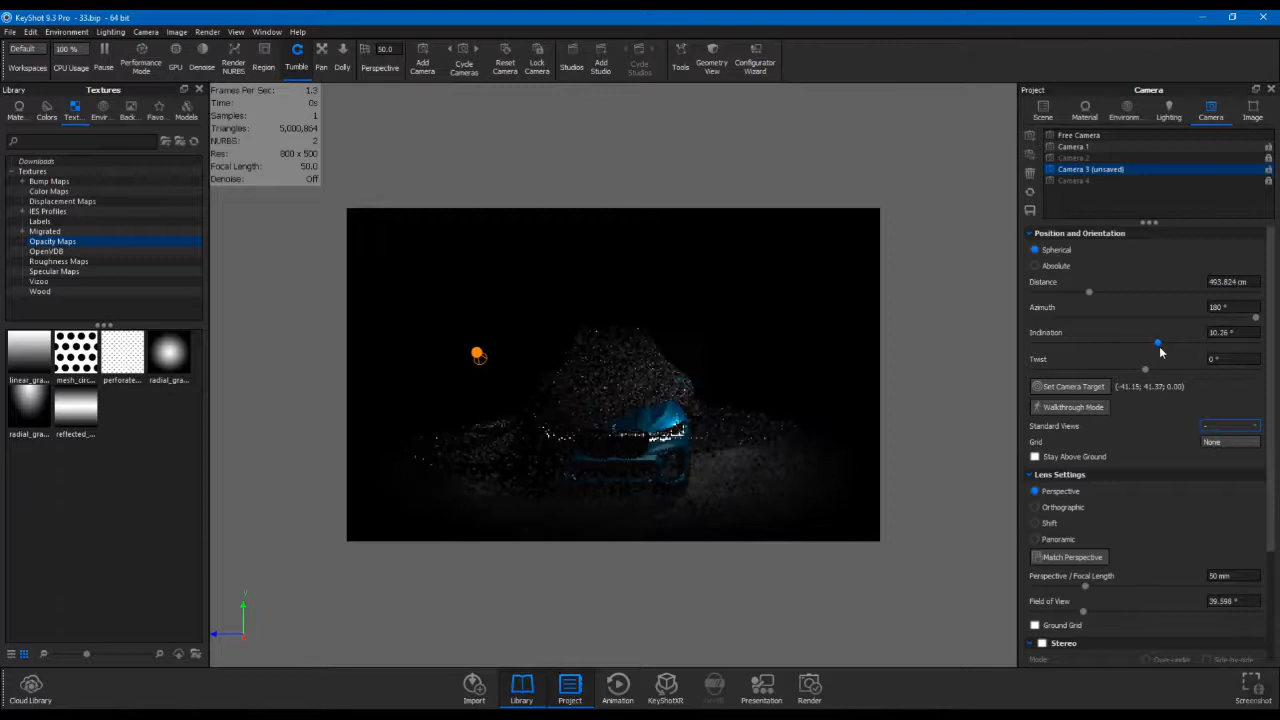 KeyShot 9.3 Pro - 33.bip - 64 bit
File Edit Environment Lighting Camera Image Render View Window Help
Default 100 % 50.0
Workspaces CPU Usage Pause Performance Mode GPU Denoise Render NURBS Region Tumble Pan Dolly Perspective Add Camera Cycle Cameras Reset Camera Lock Camera Studios Add Studio Cycle Studios Tools Geometry View Configurator Wizard
Library Textures
Mate... Colors Text... Envir... Back... Favo... Models
Downloads
Textures
Bump Maps
Color Maps
Displacement Maps
IES Profiles
Labels
Migrated
Opacity Maps
OpenVDB
Roughness Maps
Specular Maps
Vizoo
Wood
linear_gra... mesh_circ... perforate... radial_gra...
radial_gra... reflected_...
Cloud Library
Frames Per Sec: 1.3
Time: 0s
Samples: 1
Triangles: 5,000,864
NURBS: 2
Res: 800 x 500
Focal Length: 50.0
Denoise: Off
Y
Import Library Project Animation KeyShotXR Presentation Render Screenshot
Project Camera
Scene Material Environm... Lighting Camera Image
Free Camera
Camera 1
Camera 2
Camera 3 (unsaved)
Camera 4
Position and Orientation
Spherical
Absolute
Distance 493.824 cm
Azimuth 180 °
Inclination 10.26 °
Twist 0 °
Set Camera Target (-41.15; 41.37; 0.00)
Walkthrough Mode
Standard Views -
Grid None
Stay Above Ground
Lens Settings
Perspective
Orthographic
Shift
Panoramic
Match Perspective
Perspective / Focal Length 50 mm
Field of View 39.598 °
Ground Grid
Stereo
Mode: Over-under Side-by-side